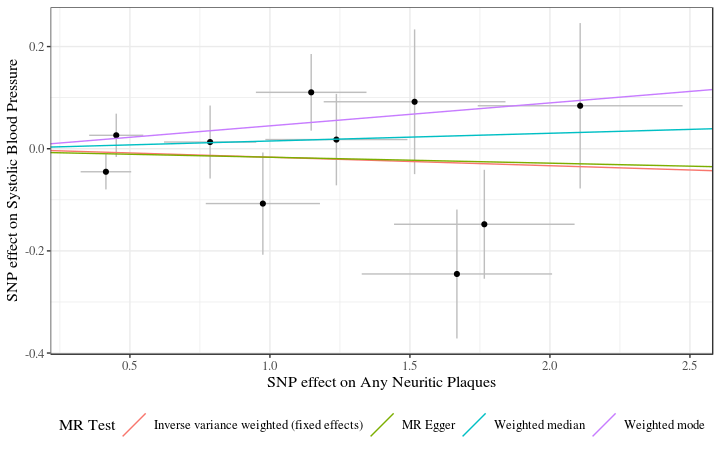 SNP effect on Systolic Blood Pressure
0.2
0.0
-0.2
-0.4
0.5 1.0 1.5 2.0 2.5
SNP effect on Any Neuritic Plaques
MR Test Inverse variance weighted (fixed effects) MR Egger Weighted median Weighted mode